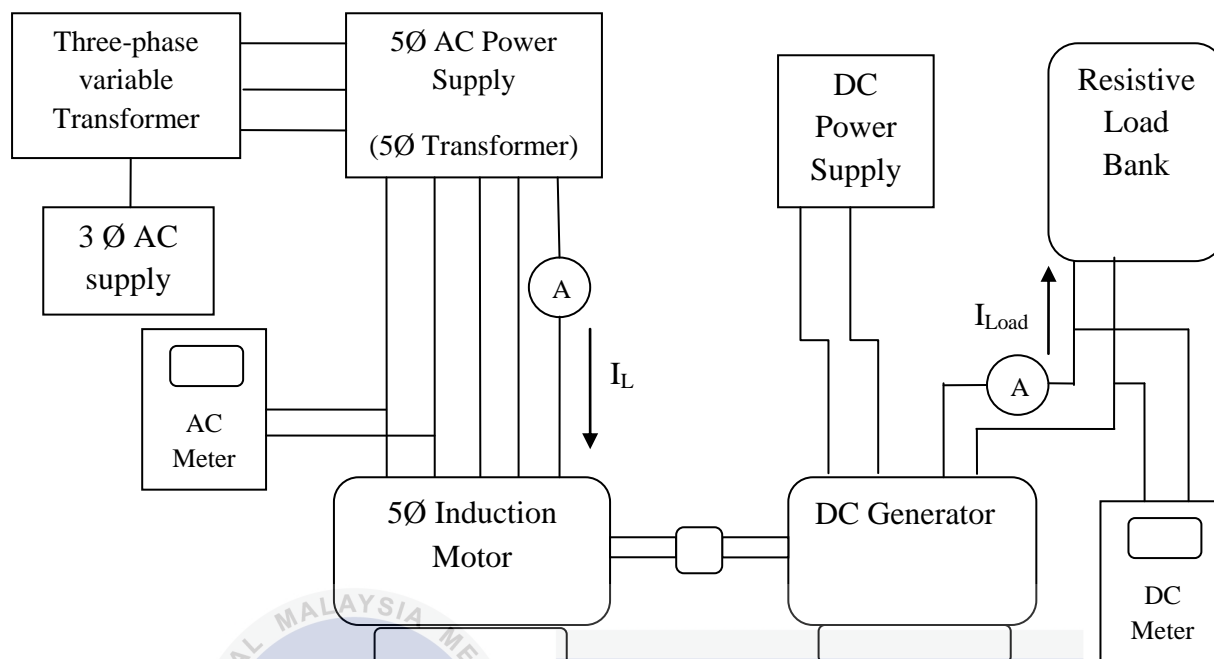 Three-phase
variable
Transformer
5Ø AC Power
Supply
(5Ø Transformer)
DC
Power
Supply
Resistive
Load
Bank
3 Ø AC
supply
A
I_L
I_Load
A
AC
Meter
5Ø Induction
Motor
DC Generator
DC
Meter
MALAYSIA